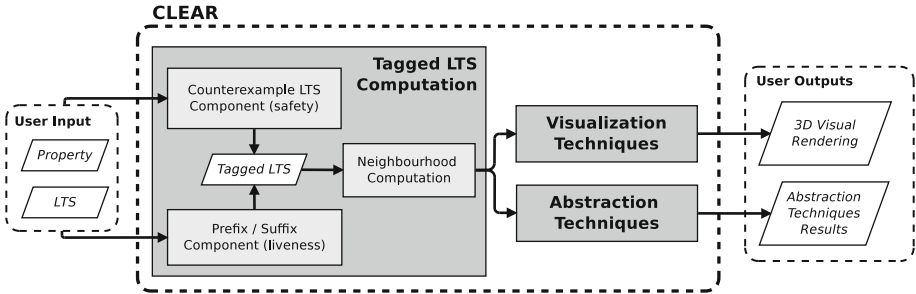 CLEAR
User Input
Property
LTS
Tagged LTS
Computation
Counterexample LTS
Component (safety)
Tagged LTS
Prefix / Suffix
Component (liveness)
Neighbourhood
Computation
Visualization
Techniques
Abstraction
Techniques
User Outputs
3D Visual
Rendering
Abstraction
Techniques
Results